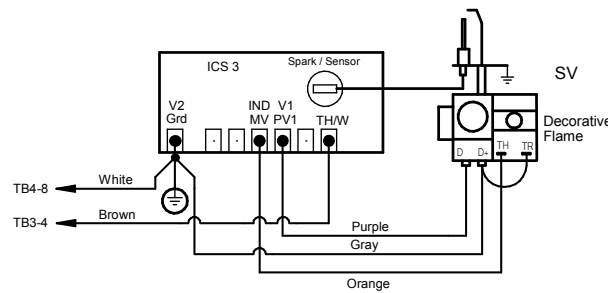 ICS 3
Spark / Sensor
SV
V2
Grd
IND
MV
V1
PV1
TH/W
Decorative
Flame
D
D+
TH
TR
TB4-8
White
TB3-4
Brown
Purple
Gray
Orange